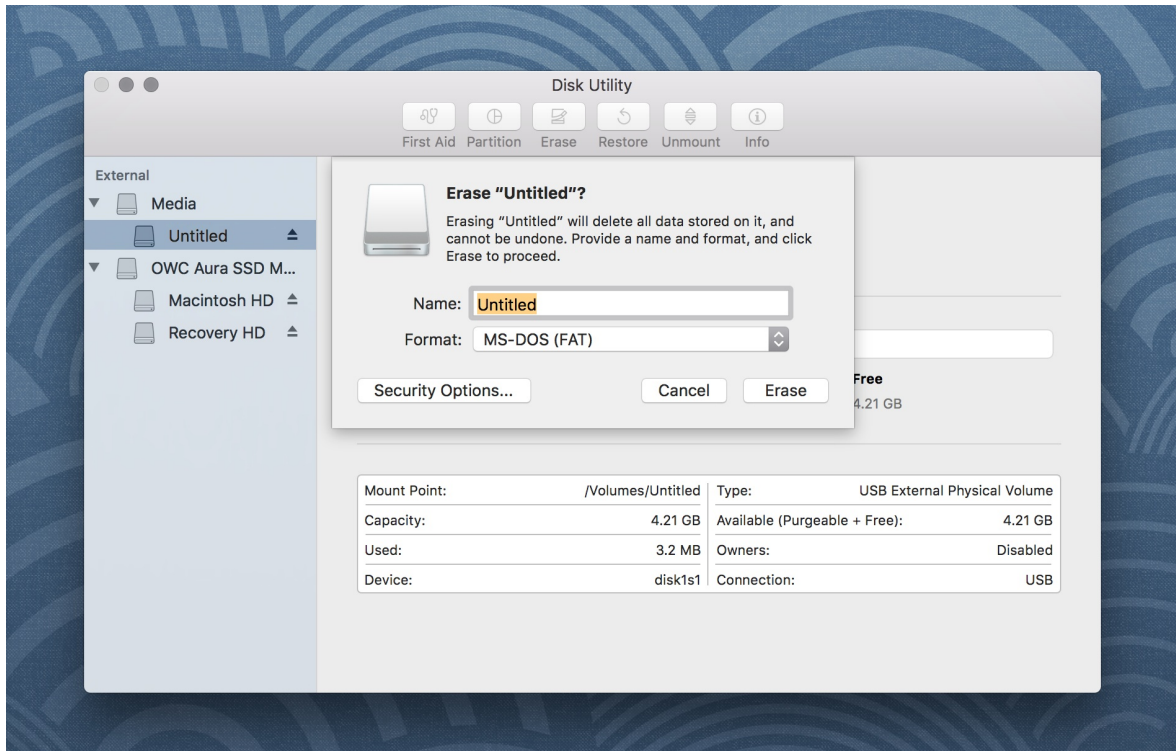 Disk Utility
First Aid Partition Erase Restore Unmount Info
External
Media
Untitled
OWC Aura SSD M...
Macintosh HD
Recovery HD
Erase “Untitled”?
Erasing “Untitled” will delete all data stored on it, and
cannot be undone. Provide a name and format, and click
Erase to proceed.
Name: Untitled
Format: MS-DOS (FAT)
Security Options... Cancel Erase
Free
4.21 GB
Mount Point: /Volumes/Untitled Type: USB External Physical Volume
Capacity: 4.21 GB Available (Purgeable + Free): 4.21 GB
Used: 3.2 MB Owners: Disabled
Device: disk1s1 Connection: USB